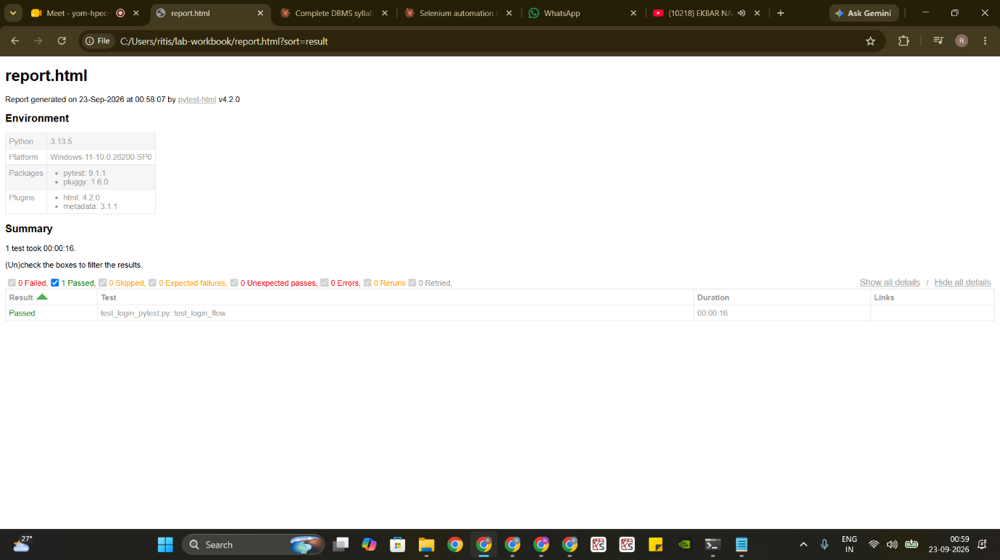 Meet - yom-hpec-
report.html
Complete DBMS syllab
Selenium automation f
WhatsApp
(10218) EKBAR NA
Ask Gemini
File
C:/Users/ritis/lab-workbook/report.html?sort=result
R
report.html
Report generated on 23-Sep-2026 at 00:58:07 by pytest-html v4.2.0
Environment
Python 3.13.5
Platform Windows-11-10.0.26200-SP0
Packages
• pytest: 9.1.1
• pluggy: 1.6.0
Plugins
• html: 4.2.0
• metadata: 3.1.1
Summary
1 test took 00:00:16.
(Un)check the boxes to filter the results.
0 Failed, 1 Passed, 0 Skipped, 0 Expected failures, 0 Unexpected passes, 0 Errors, 0 Reruns 0 Retried,
Show all details / Hide all details
Result Test Duration Links
Passed test_login_pytest.py::test_login_flow 00:00:16
27°
Search
ENG
IN
00:59
23-09-2026